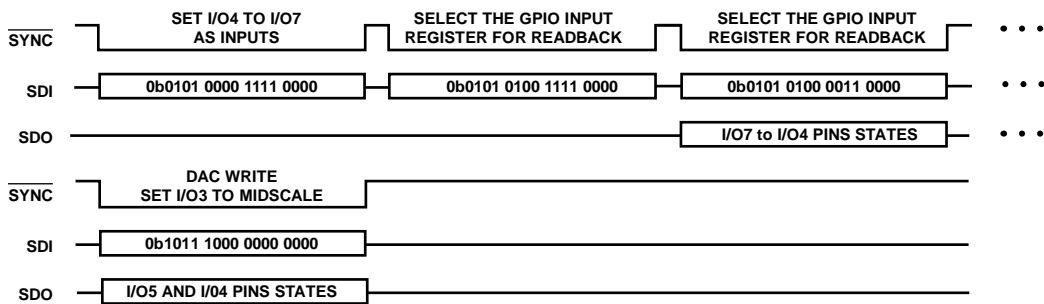 SET I/O4 TO I/O7
AS INPUTS
SELECT THE GPIO INPUT
REGISTER FOR READBACK
SELECT THE GPIO INPUT
REGISTER FOR READBACK
SYNC
SDI
0b0101 0000 1111 0000
0b0101 0100 1111 0000
0b0101 0100 0011 0000
SDO
I/O7 to I/O4 PINS STATES
DAC WRITE
SET I/O3 TO MIDSCALE
SYNC
SDI
0b1011 1000 0000 0000
SDO
I/O5 AND I/04 PINS STATES